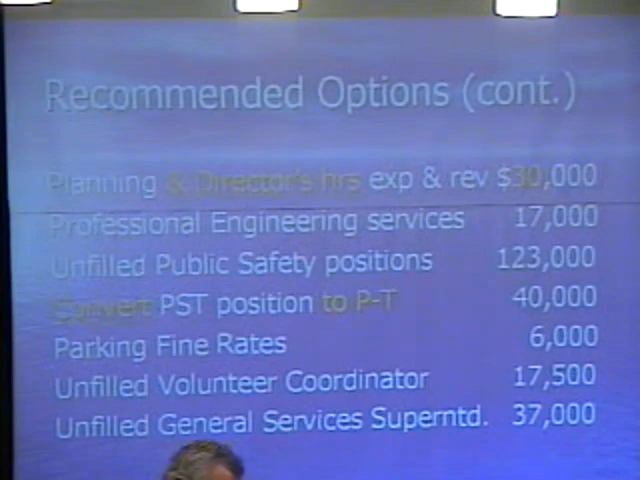 Recommended Options (cont.)
Planning & Director's hrs exp & rev $30,000
Professional Engineering services 17,000
Unfilled Public Safety positions 123,000
Convert PST position to P-T 40,000
Parking Fine Rates 6,000
Unfilled Volunteer Coordinator 17,500
Unfilled General Services Superntd. 37,000